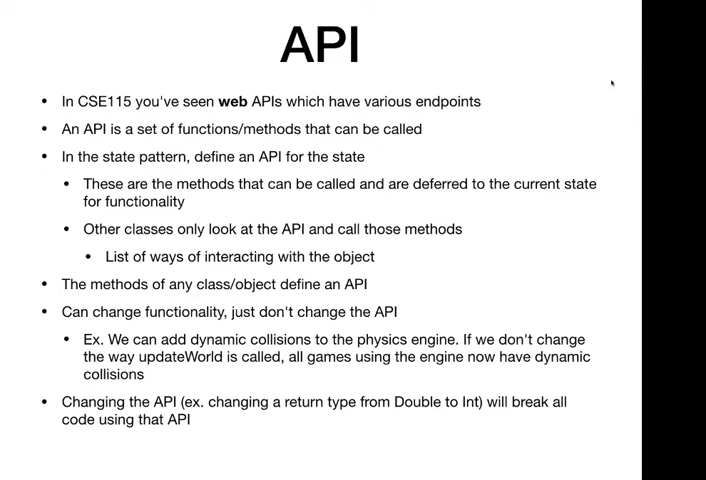 API
• In CSE115 you've seen web APIs which have various endpoints
• An API is a set of functions/methods that can be called
• In the state pattern, define an API for the state
• These are the methods that can be called and are deferred to the current state
for functionality
• Other classes only look at the API and call those methods
• List of ways of interacting with the object
• The methods of any class/object define an API
• Can change functionality, just don't change the API
• Ex. We can add dynamic collisions to the physics engine. If we don't change
the way updateWorld is called, all games using the engine now have dynamic
collisions
• Changing the API (ex. changing a return type from Double to Int) will break all
code using that API